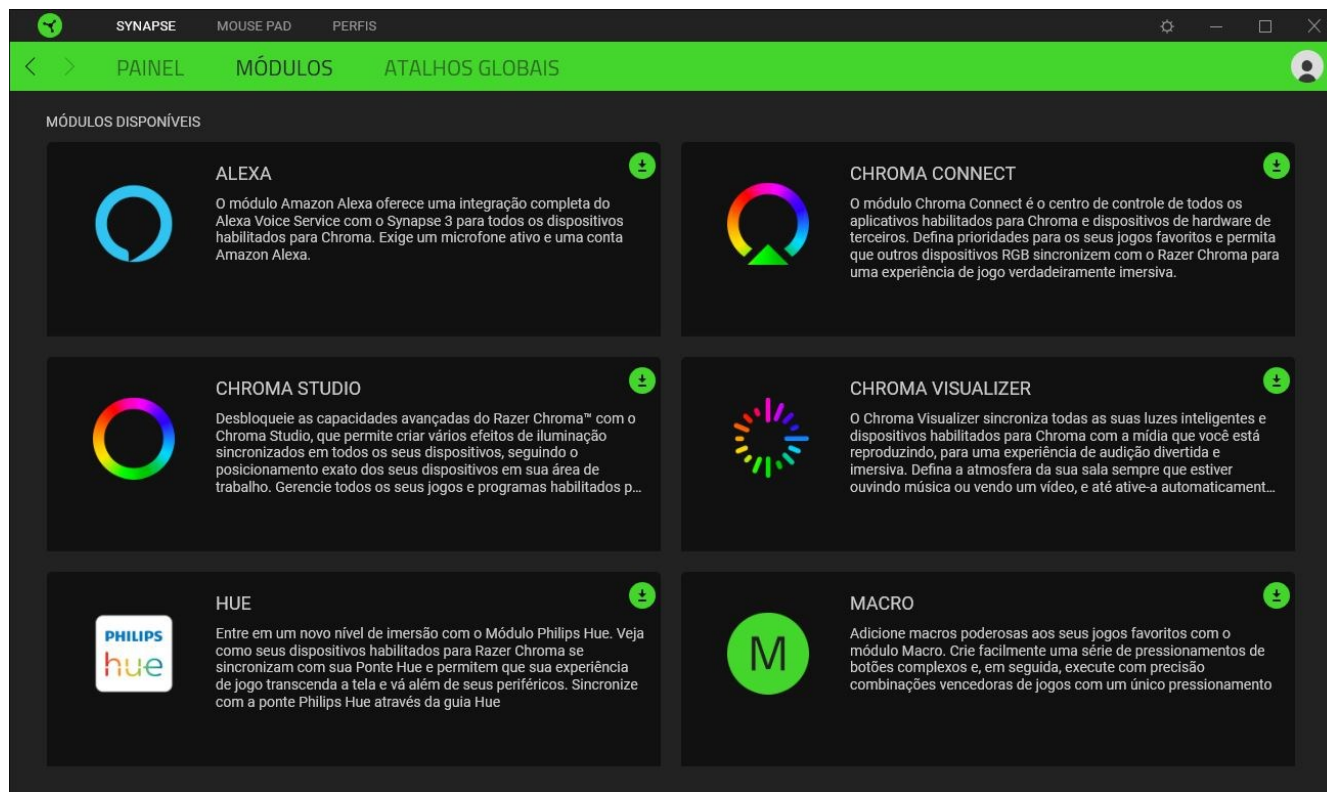 SYNAPSE MOUSE PAD PERFIS
PAINEL MÓDULOS ATALHOS GLOBAIS
MÓDULOS DISPONÍVEIS
ALEXA
O módulo Amazon Alexa oferece uma integração completa do
Alexa Voice Service com o Synapse 3 para todos os dispositivos
habilitados para Chroma. Exige um microfone ativo e uma conta
Amazon Alexa.
CHROMA CONNECT
O módulo Chroma Connect é o centro de controle de todos os
aplicativos habilitados para Chroma e dispositivos de hardware de
terceiros. Defina prioridades para os seus jogos favoritos e permita
que outros dispositivos RGB sincronizem com o Razer Chroma para
uma experiência de jogo verdadeiramente imersiva.
CHROMA STUDIO
Desbloqueie as capacidades avançadas do Razer Chroma™ com o
Chroma Studio, que permite criar vários efeitos de iluminação
sincronizados em todos os seus dispositivos, seguindo o
posicionamento exato dos seus dispositivos em sua área de
trabalho. Gerencie todos os seus jogos e programas habilitados p...
CHROMA VISUALIZER
O Chroma Visualizer sincroniza todas as suas luzes inteligentes e
dispositivos habilitados para Chroma com a mídia que você está
reproduzindo, para uma experiência de audição divertida e
imersiva. Defina a atmosfera da sua sala sempre que estiver
ouvindo música ou vendo um vídeo, e até ative-a automaticament...
PHILIPS
hue
HUE
Entre em um novo nível de imersão com o Módulo Philips Hue. Veja
como seus dispositivos habilitados para Razer Chroma se
sincronizam com sua Ponte Hue e permitem que sua experiência
de jogo transcenda a tela e vá além de seus periféricos. Sincronize
com a ponte Philips Hue através da guia Hue
M
MACRO
Adicione macros poderosas aos seus jogos favoritos com o
módulo Macro. Crie facilmente uma série de pressionamentos de
botões complexos e, em seguida, execute com precisão
combinações vencedoras de jogos com um único pressionamento